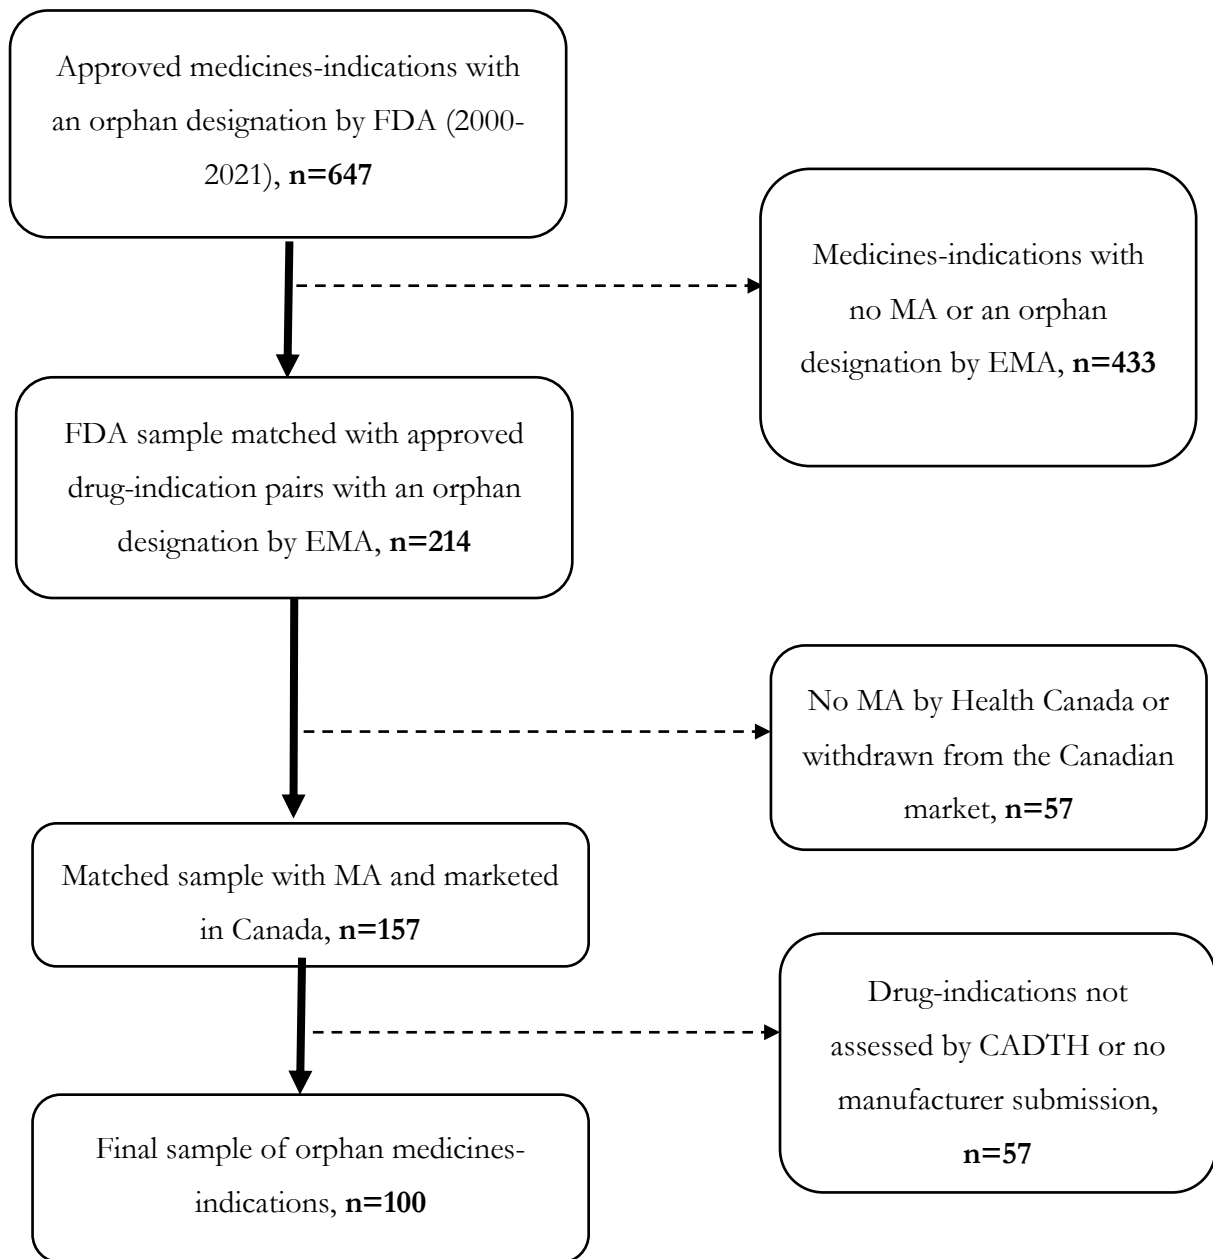 Approved medicines-indications with
an orphan designation by FDA (2000-
2021), n=647
Medicines-indications with
no MA or an orphan
designation by EMA, n=433
FDA sample matched with approved
drug-indication pairs with an orphan
designation by EMA, n=214
No MA by Health Canada or
withdrawn from the Canadian
market, n=57
Matched sample with MA and marketed
in Canada, n=157
Drug-indications not
assessed by CADTH or no
manufacturer submission,
n=57
Final sample of orphan medicines-
indications, n=100